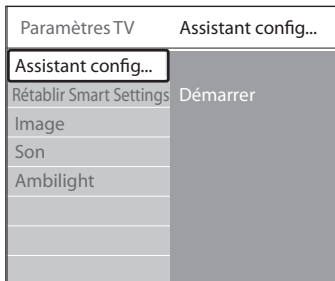 Paramètres TV Assistant config...
Assistant config...
Rétablir Smart Settings Démarrer
Image
Son
Ambilight